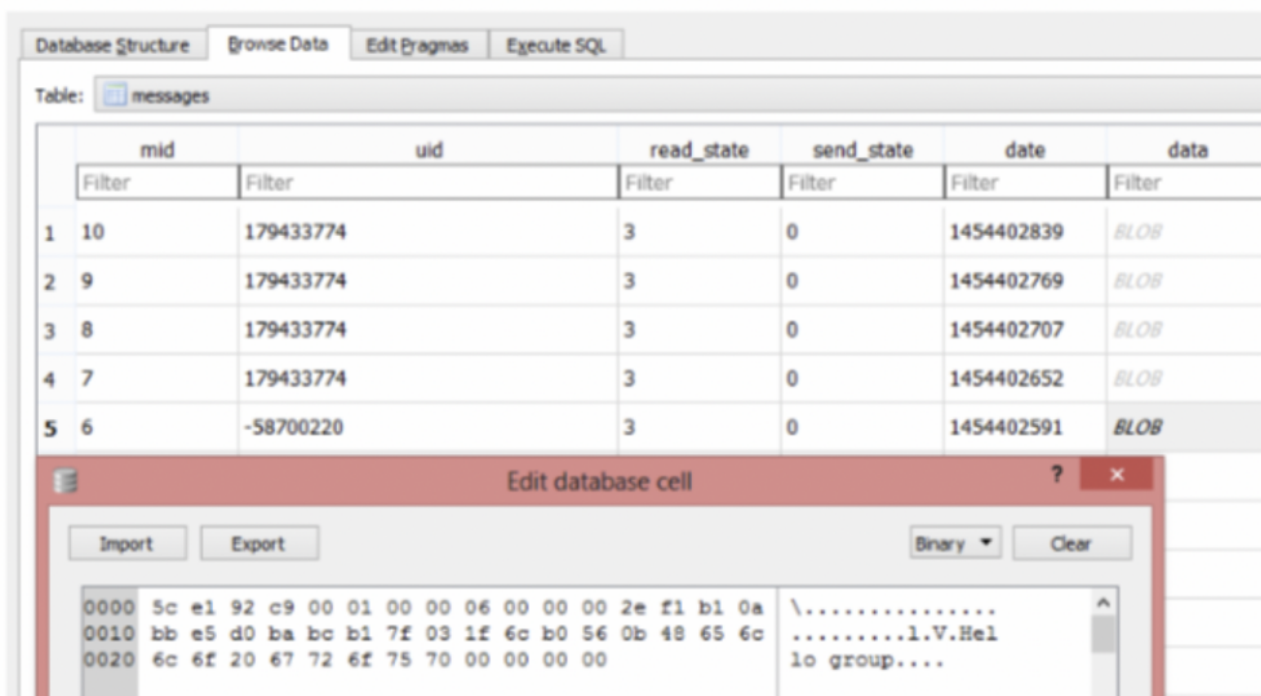 Database Structure Browse Data Edit Pragmas Execute SQL
Table: messages
mid uid read_state send_state date data
Filter Filter Filter Filter Filter Filter
1 10 179433774 3 0 1454402839 BLOB
2 9 179433774 3 0 1454402769 BLOB
3 8 179433774 3 0 1454402707 BLOB
4 7 179433774 3 0 1454402652 BLOB
5 6 -58700220 3 0 1454402591 BLOB
Edit database cell ? ×
Import Export Binary Clear
0000 5c e1 92 c9 00 01 00 00 06 00 00 00 2e f1 b1 0a \...............
0010 bb e5 d0 ba bc b1 7f 03 1f 6c b0 56 0b 48 65 6c .........l.V.Hel
0020 6c 6f 20 67 72 6f 75 70 00 00 00 00 lo group....